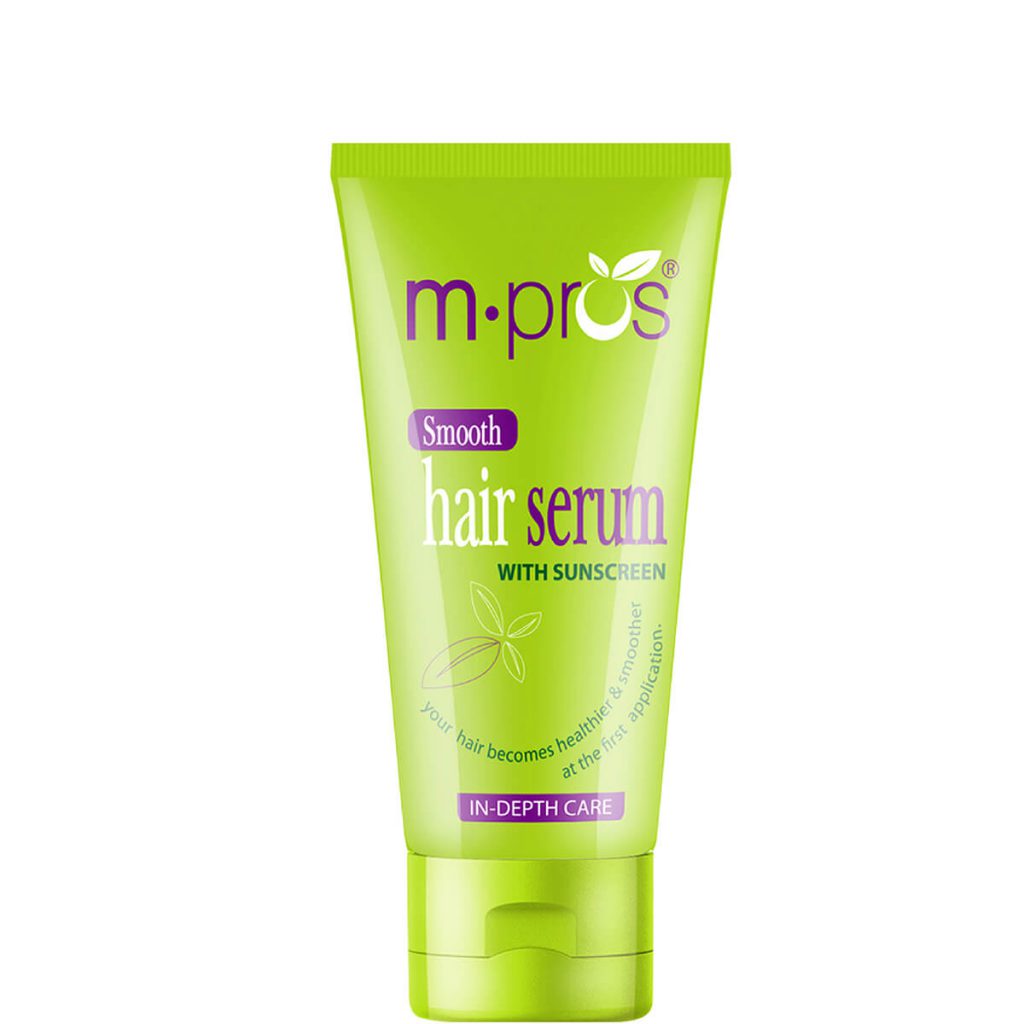 m·pros®
Smooth
hair serum
WITH SUNSCREEN
your hair becomes healthier & smoother
at the first application.
IN-DEPTH CARE